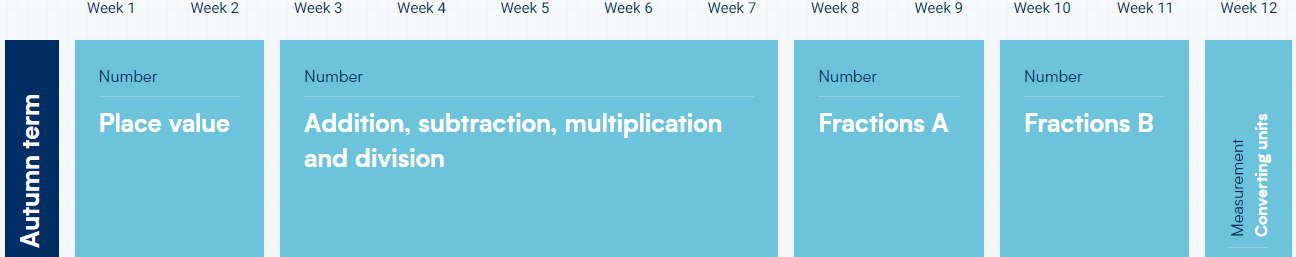 Week 1 Week 2 Week 3 Week 4 Week 5 Week 6 Week 7 Week 8 Week 9 Week 10 Week 11 Week 12
Autumn term
Number
Place value
Number
Addition, subtraction, multiplication
and division
Number
Fractions A
Number
Fractions B
Measurement
Converting units